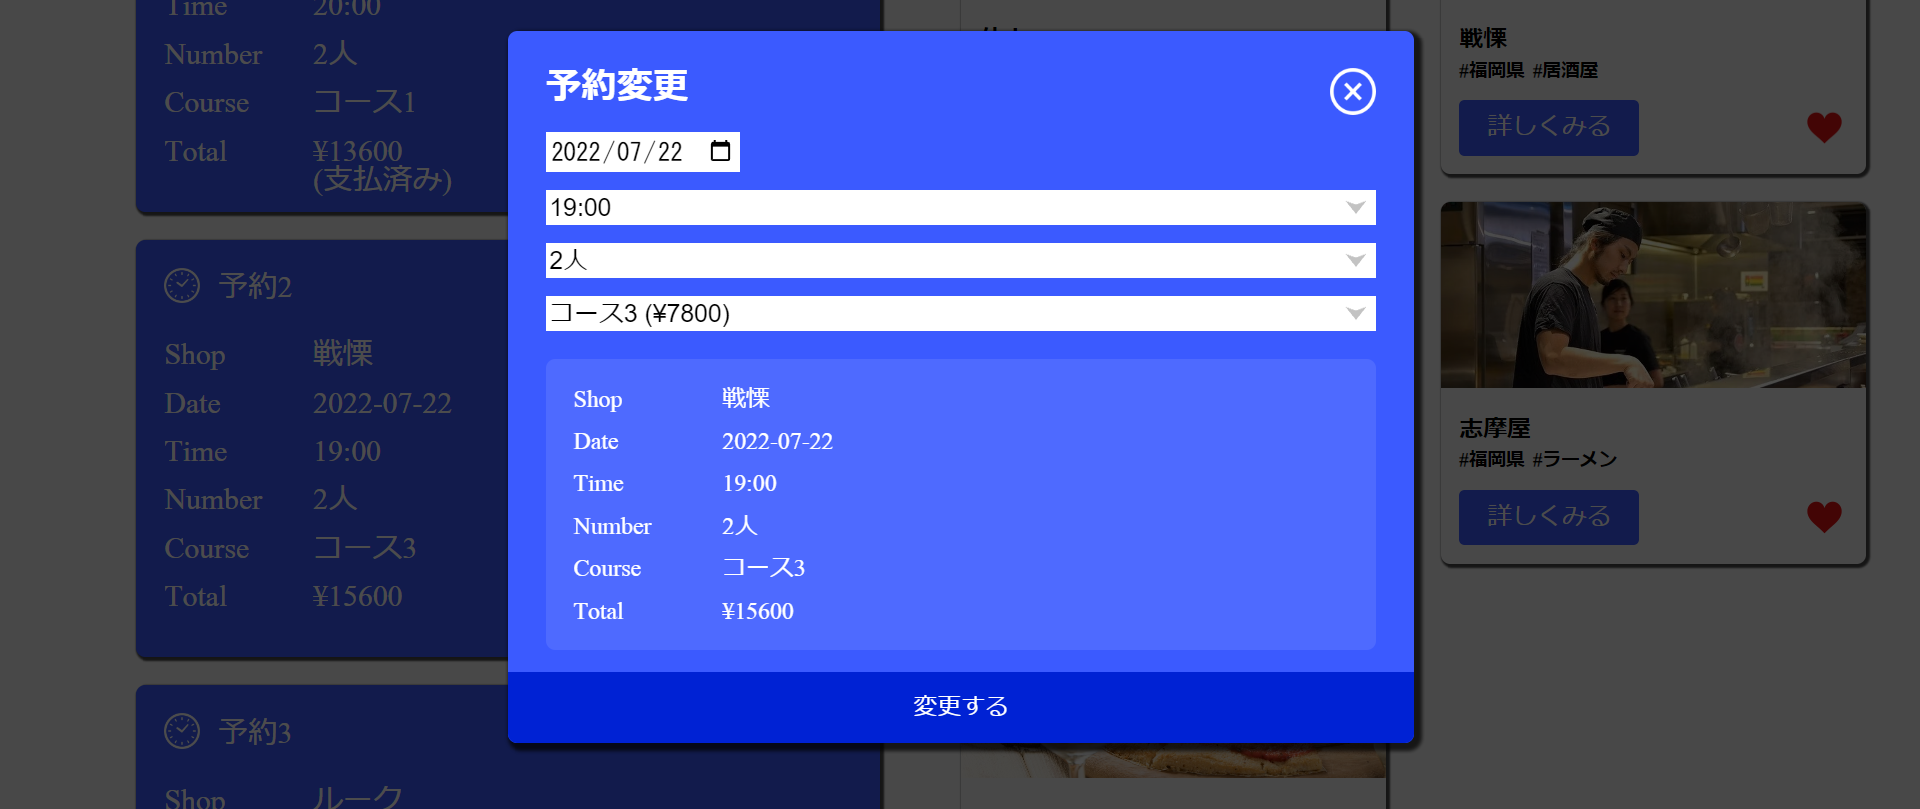 Time 20:00
Number 2人
Course コース1
Total ¥13600
(支払済み)
予約2
Shop 戦慄
Date 2022-07-22
Time 19:00
Number 2人
Course コース3
Total ¥15600
予約3
Shop ルーク
予約変更
2022/07/22
19:00
2人
コース3 (¥7800)
Shop 戦慄
Date 2022-07-22
Time 19:00
Number 2人
Course コース3
Total ¥15600
変更する
戦慄
#福岡県 #居酒屋
詳しくみる
志摩屋
#福岡県 #ラーメン
詳しくみる